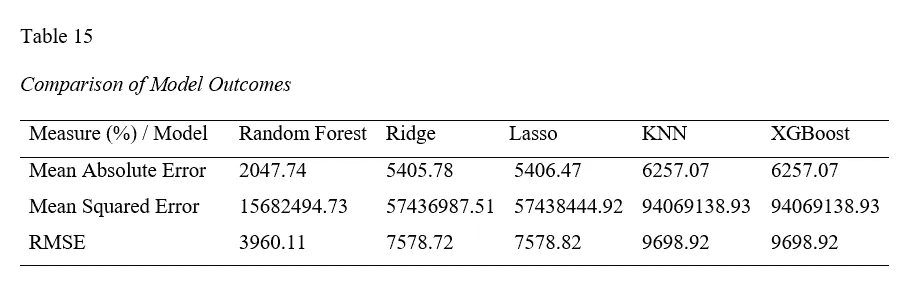 Table 15
Comparison of Model Outcomes
Measure (%) / Model Random Forest Ridge Lasso KNN XGBoost
Mean Absolute Error 2047.74 5405.78 5406.47 6257.07 6257.07
Mean Squared Error 15682494.73 57436987.51 57438444.92 94069138.93 94069138.93
RMSE 3960.11 7578.72 7578.82 9698.92 9698.92